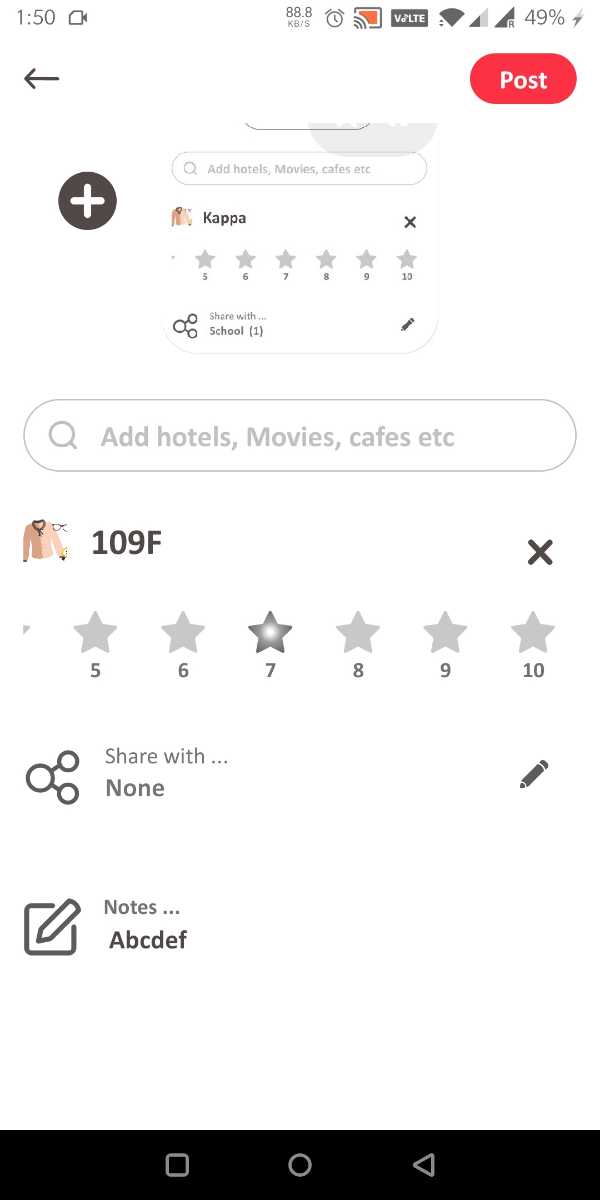 1:50 88.8 KB/S VoLTE R 49%
Post
Add hotels, Movies, cafes etc
Kappa
5 6 7 8 9 10
Share with ...
School (1)
Add hotels, Movies, cafes etc
109F
5 6 7 8 9 10
Share with ...
None
Notes ...
Abcdef